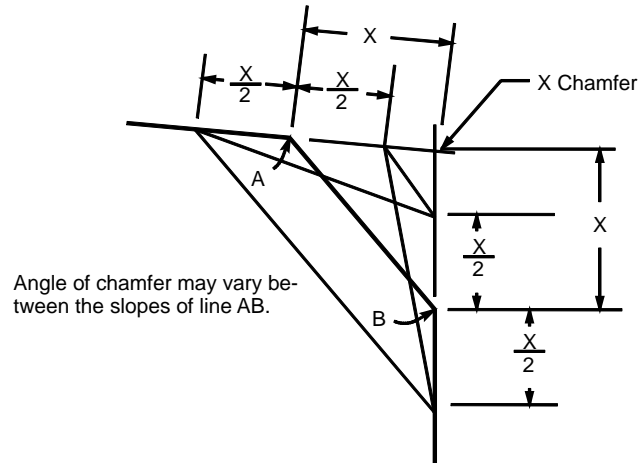 X
X
2
X
2
X Chamfer
A
X
X
2
Angle of chamfer may vary be-
tween the slopes of line AB.
B
X
2